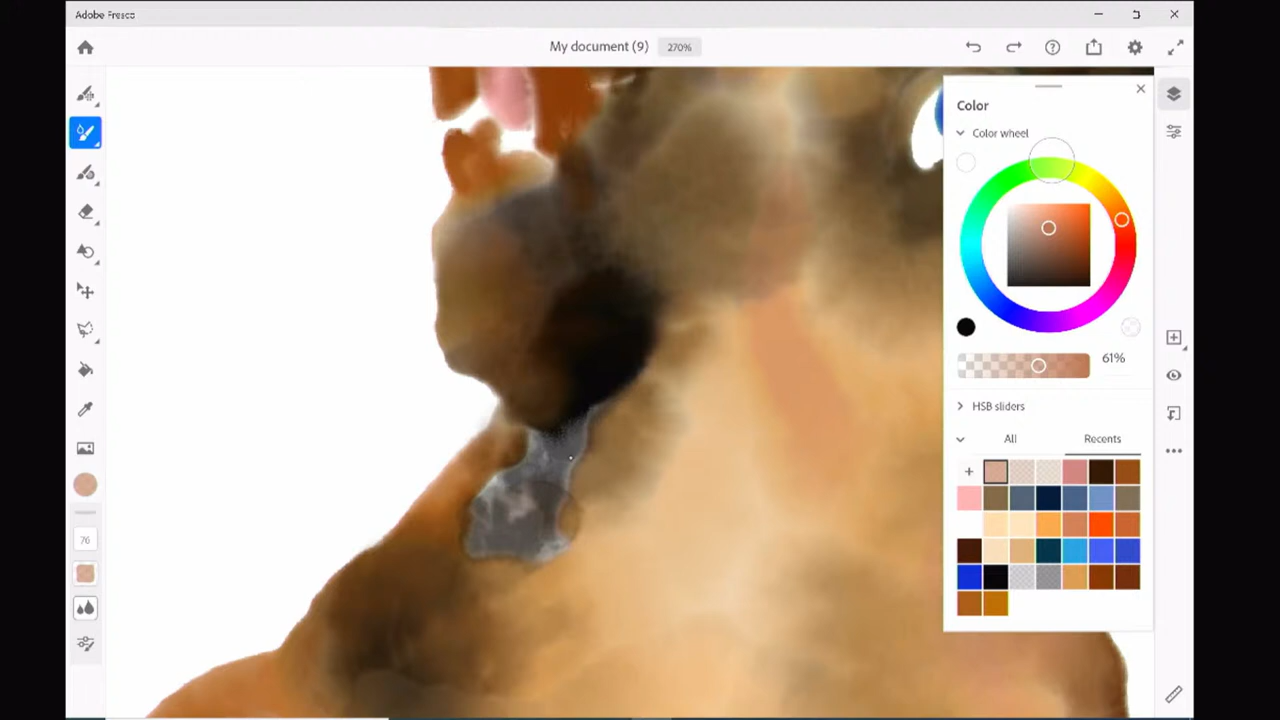 Adobe Fresco
My document (9) 270%
Color
Color wheel
61%
HSB sliders
All Recents
76